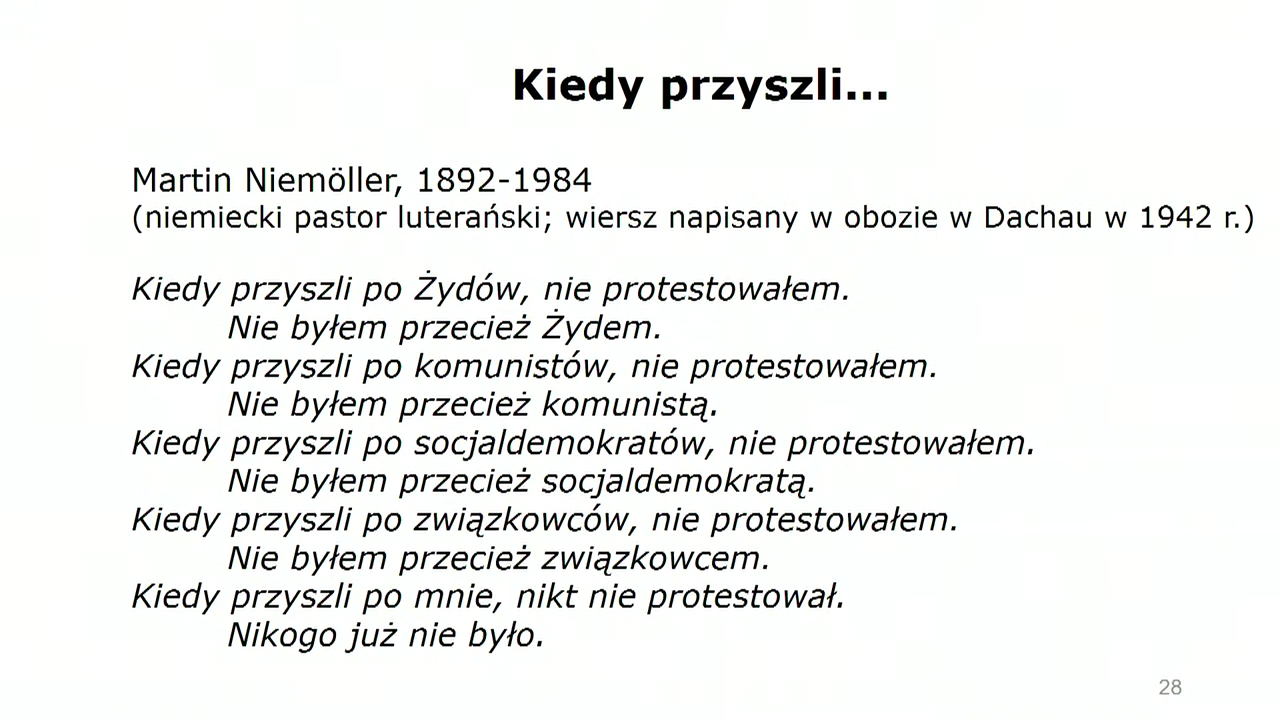 Kiedy przyszli...
Martin Niemöller, 1892-1984
(niemiecki pastor luterański; wiersz napisany w obozie w Dachau w 1942 r.)
Kiedy przyszli po Żydów, nie protestowałem.
Nie byłem przecież Żydem.
Kiedy przyszli po komunistów, nie protestowałem.
Nie byłem przecież komunistą.
Kiedy przyszli po socjaldemokratów, nie protestowałem.
Nie byłem przecież socjaldemokratą.
Kiedy przyszli po związkowców, nie protestowałem.
Nie byłem przecież związkowcem.
Kiedy przyszli po mnie, nikt nie protestował.
Nikogo już nie było.
28